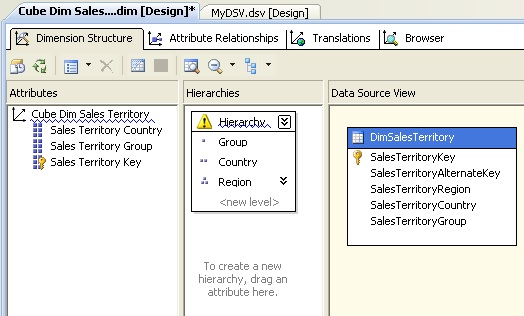 Cube Dim Sales....dim [Design]*
MyDSV.dsv [Design]
Dimension Structure
Attribute Relationships
Translations
Browser
Attributes
Cube Dim Sales Territory
Sales Territory Country
Sales Territory Group
Sales Territory Key
Hierarchies
Hierarchy
Group
Country
Region
<new level>
To create a new
hierarchy, drag an
attribute here.
Data Source View
DimSalesTerritory
SalesTerritoryKey
SalesTerritoryAlternateKey
SalesTerritoryRegion
SalesTerritoryCountry
SalesTerritoryGroup